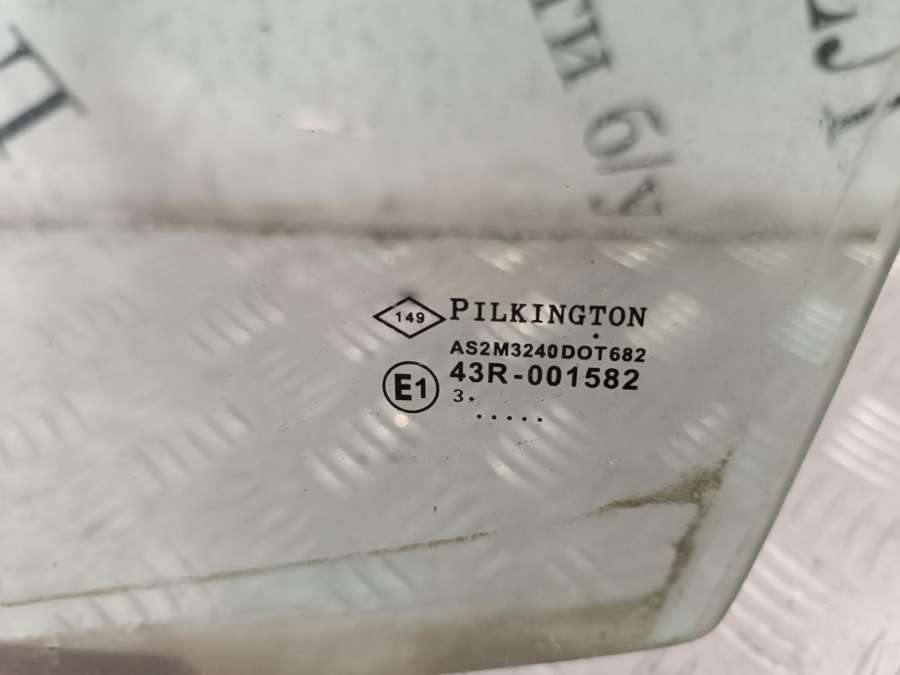 б/у
149
PILKINGTON
AS2M3240DOT682
E1
43R-001582
3.
.....